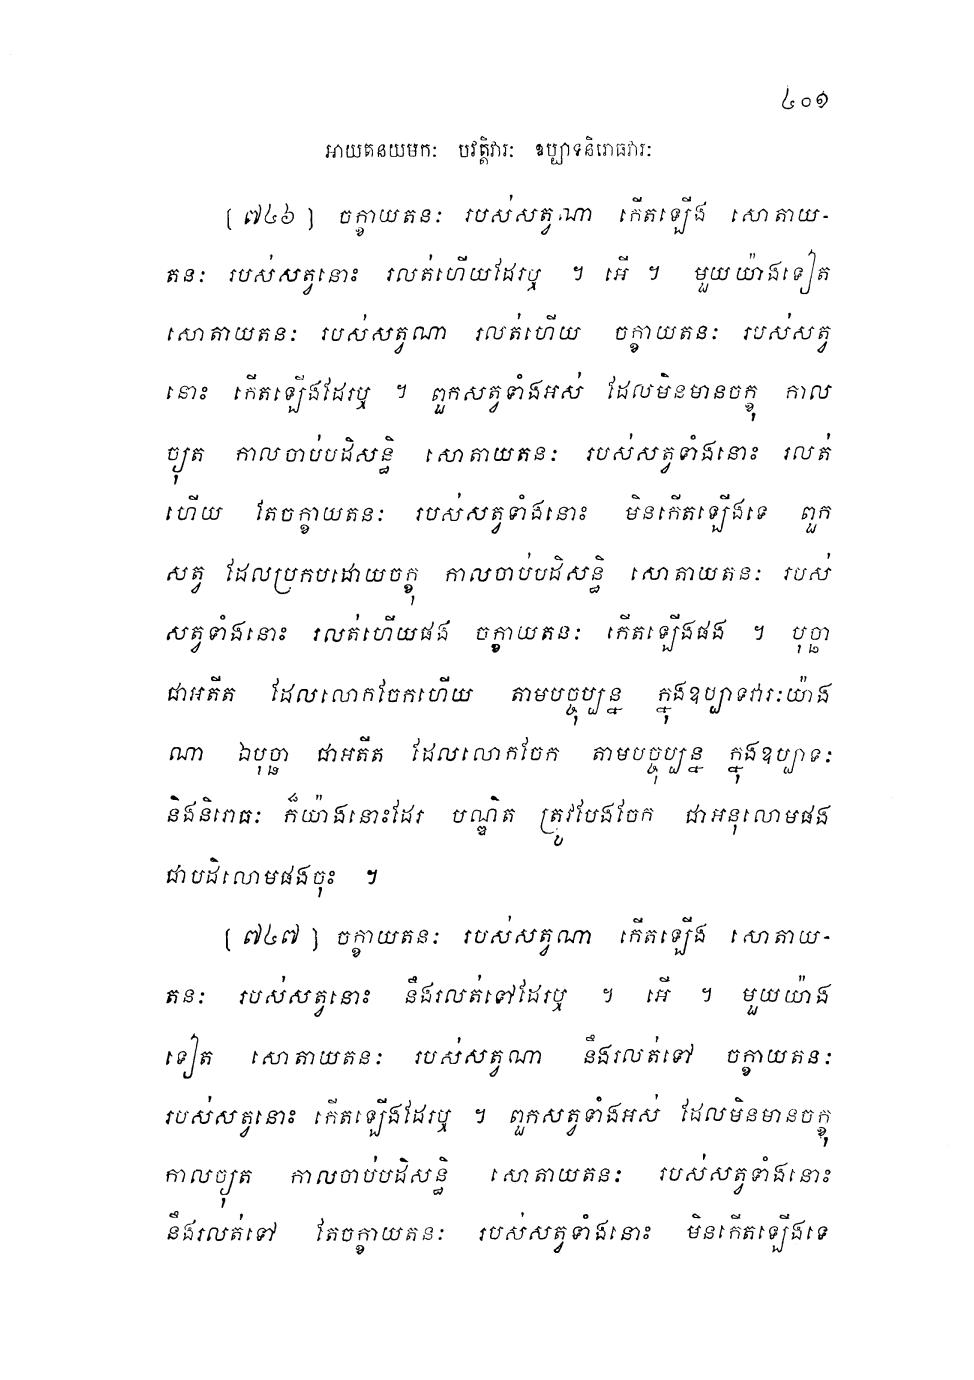 ៤០១
អាយតនយមកៈ បវត្តិវារៈ ឧប្បាទនិរោធវារៈ
[៧៤៦] ចក្ខាយតនៈ របស់សត្វណា កើតឡើង សោតាយ-
តនៈ របស់សត្វនោះ រលត់ហើយដែរឬ ។ អើ ។ មួយយ៉ាងទៀត
សោតាយតនៈ របស់សត្វណា រលត់ហើយ ចក្ខាយតនៈ របស់សត្វ
នោះ កើតឡើងដែរឬ ។ ពួកសត្វទាំងអស់ ដែលមិនមានចក្ខុ កាល
ច្យុត កាលចាប់បដិសន្ធិ សោតាយតនៈ របស់សត្វទាំងនោះ រលត់
ហើយ តែចក្ខាយតនៈ របស់សត្វទាំងនោះ មិនកើតឡើងទេ ពួក
សត្វ ដែលប្រកបដោយចក្ខុ កាលចាប់បដិសន្ធិ សោតាយតនៈ របស់
សត្វទាំងនោះ រលត់ហើយផង ចក្ខាយតនៈ កើតឡើងផង ។ បុច្ឆា
ជាអតីត ដែលលោកចែកហើយ តាមបច្ចុប្បន្ន ក្នុងឧប្បាទវារៈយ៉ាង
ណា ឯបុច្ឆា ជាអតីត ដែលលោកចែក តាមបច្ចុប្បន្ន ក្នុងឧប្បាទៈ
និងនិរោធៈ ក៏យ៉ាងនោះដែរ បណ្ឌិត ត្រូវបែងចែក ជាអនុលោមផង
ជាបដិលោមផងចុះ ។
[៧៤៧] ចក្ខាយតនៈ របស់សត្វណា កើតឡើង សោតាយ-
តនៈ របស់សត្វនោះ នឹងរលត់ទៅដែរឬ ។ អើ ។ មួយយ៉ាង
ទៀត សោតាយតនៈ របស់សត្វណា នឹងរលត់ទៅ ចក្ខាយតនៈ
របស់សត្វនោះ កើតឡើងដែរឬ ។ ពួកសត្វទាំងអស់ ដែលមិនមានចក្ខុ
កាលច្យុត កាលចាប់បដិសន្ធិ សោតាយតនៈ របស់សត្វទាំងនោះ
នឹងរលត់ទៅ តែចក្ខាយតនៈ របស់សត្វទាំងនោះ មិនកើតឡើងទេ